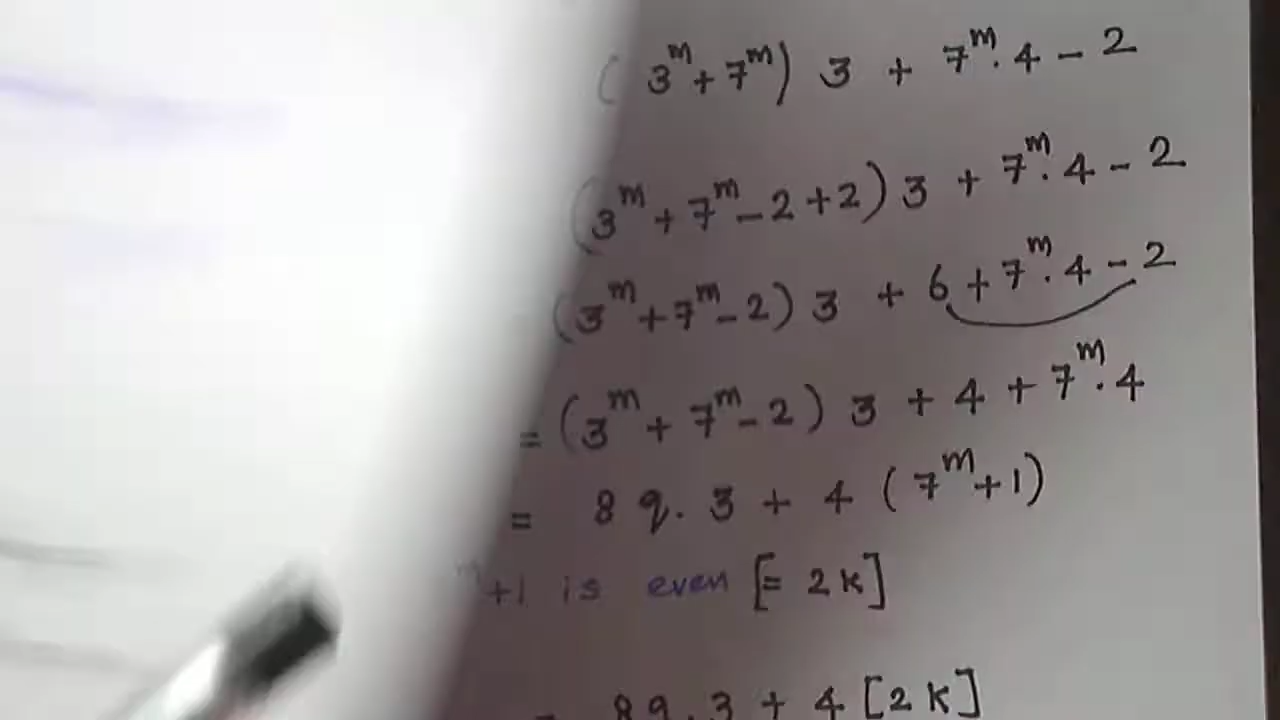 (3^m + 7^m) 3 + 7^m . 4 - 2
(3^m + 7^m - 2 + 2) 3 + 7^m . 4 - 2
(3^m + 7^m - 2) 3 + 6 + 7^m . 4 - 2
= (3^m + 7^m - 2) 3 + 4 + 7^m . 4
= 8 q . 3 + 4 (7^m + 1)
^m +1 is even [= 2k]
= 8q . 3 + 4 [2k]